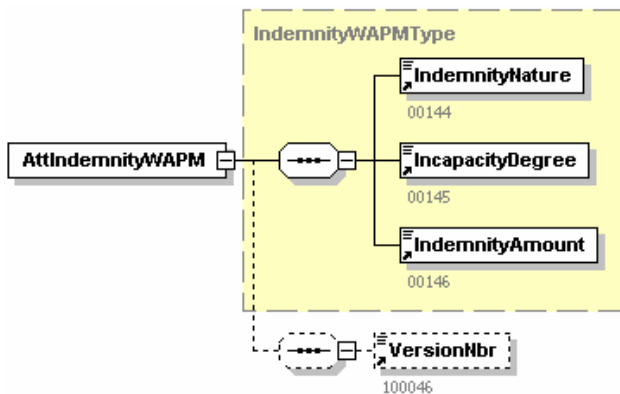 IndemnityWAPMType
IndemnityNature
00144
AttIndemnityWAPM
IncapacityDegree
00145
IndemnityAmount
00146
VersionNbr
100046